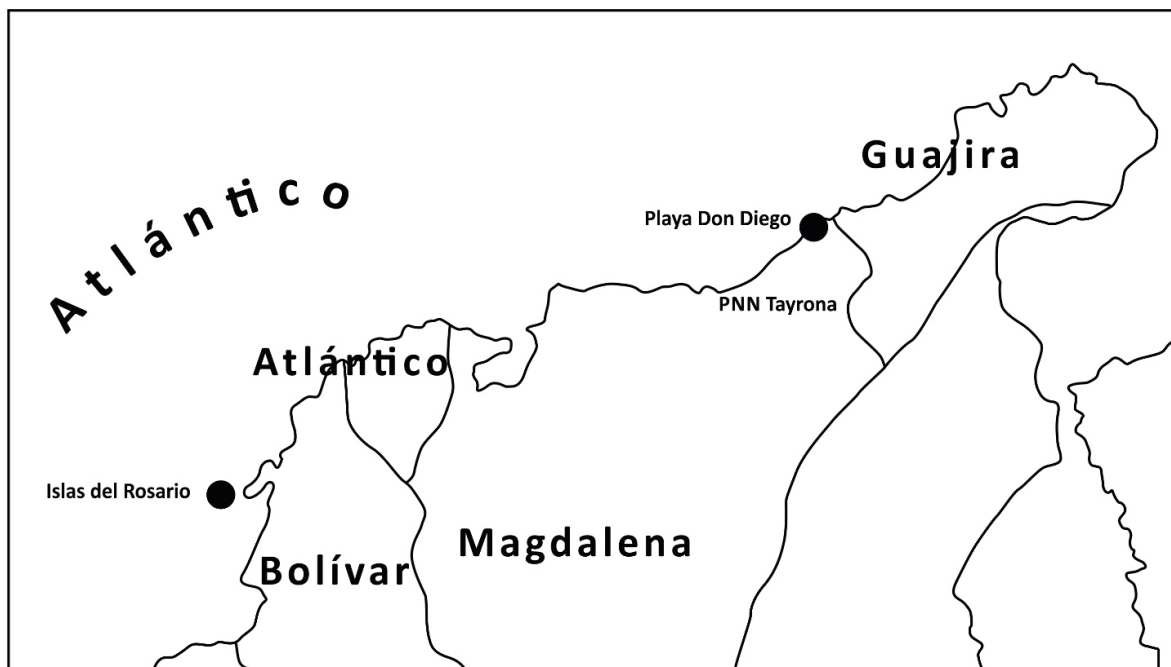 Guajira
Atlántico
Playa Don Diego
PNN Tayrona
Atlántico
Islas del Rosario
Magdalena
Bolívar